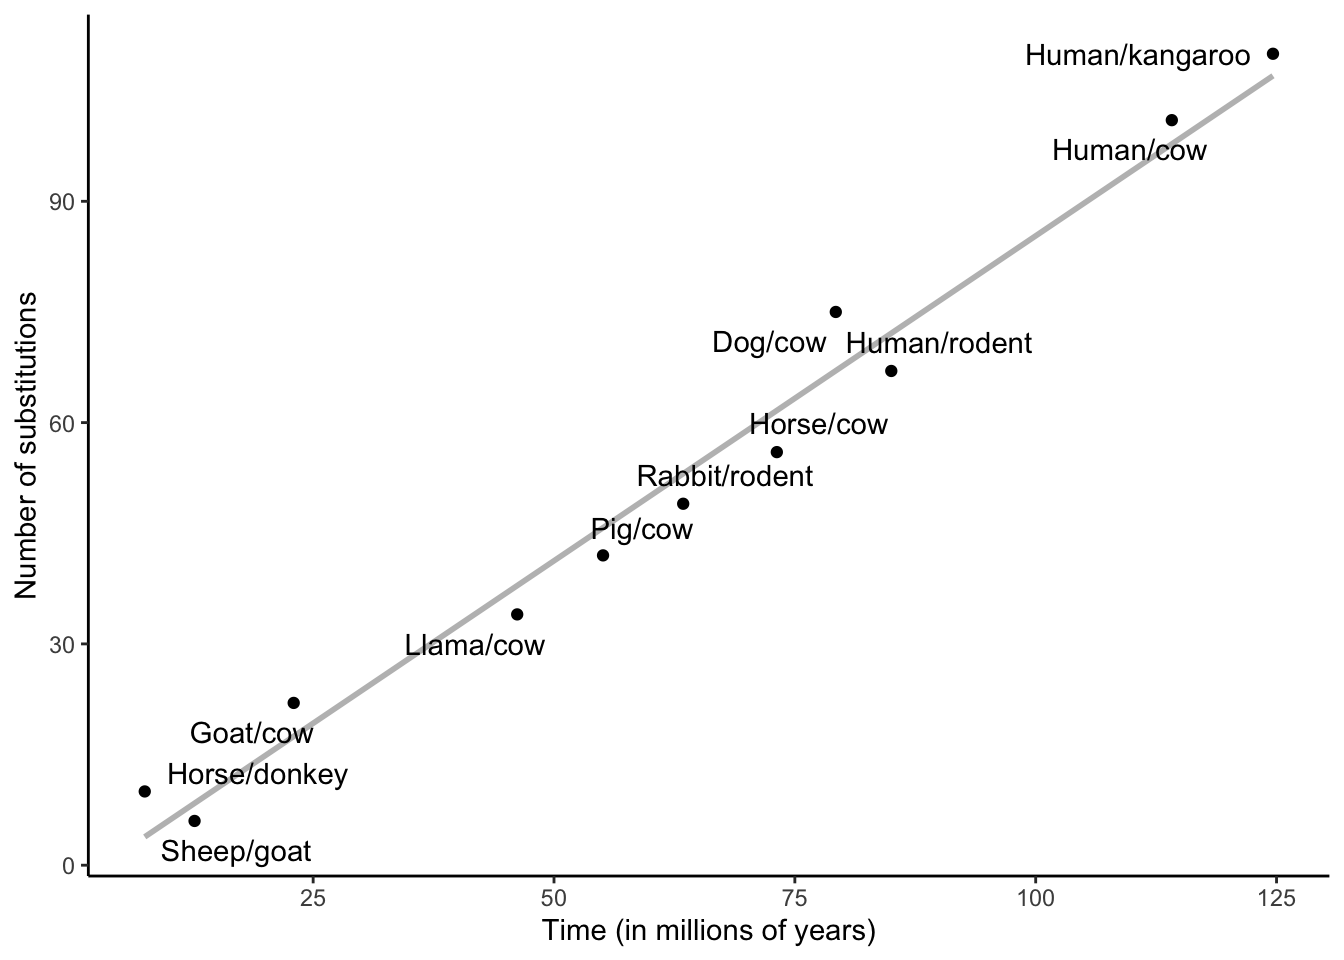 Human/kangaroo
Human/cow
90
Dog/cow
Human/rodent
Horse/cow
60
Rabbit/rodent
Pig/cow
Llama/cow
30
Goat/cow
Horse/donkey
Sheep/goat
0
25
50
75
100
125
Time (in millions of years)
Number of substitutions